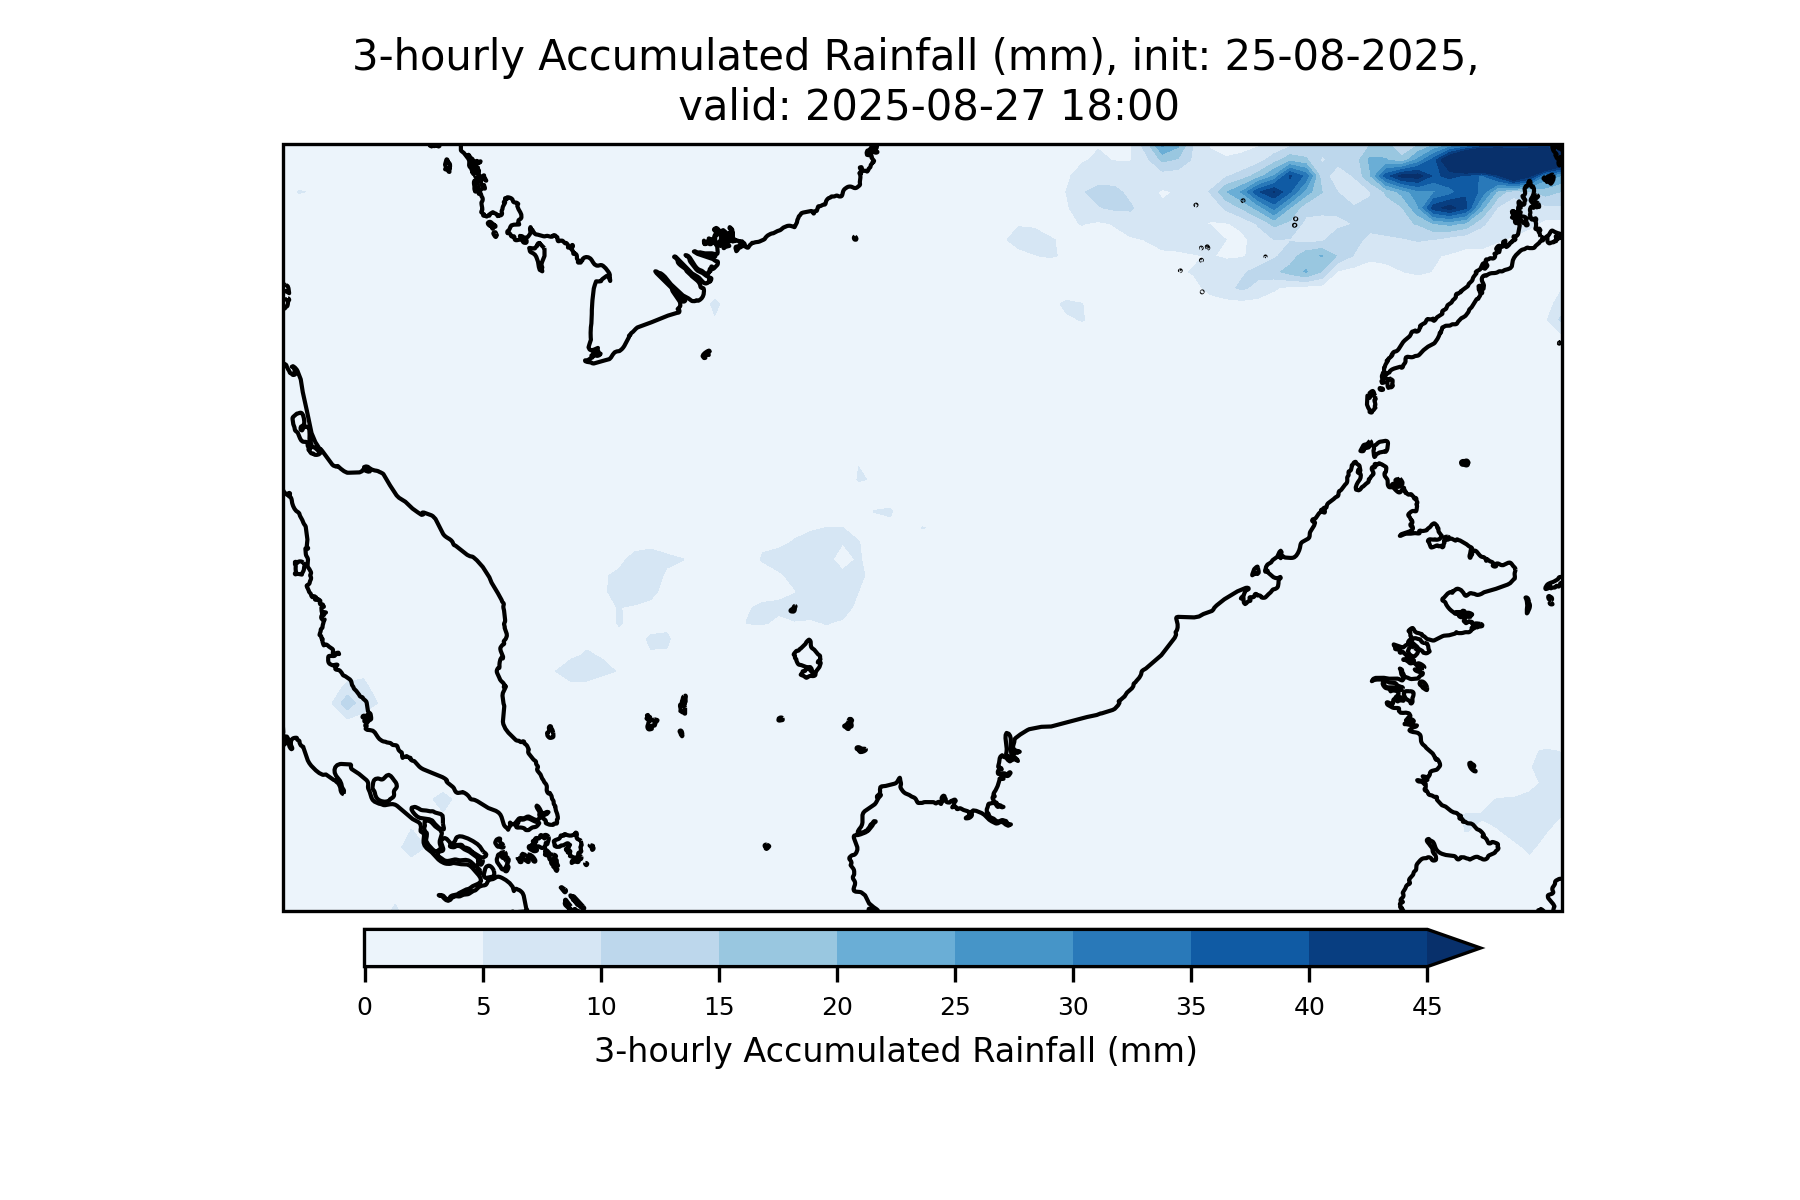 3-hourly Accumulated Rainfall (mm), init: 25-08-2025,
valid: 2025-08-27 18:00
0 5 10 15 20 25 30 35 40 45
3-hourly Accumulated Rainfall (mm)